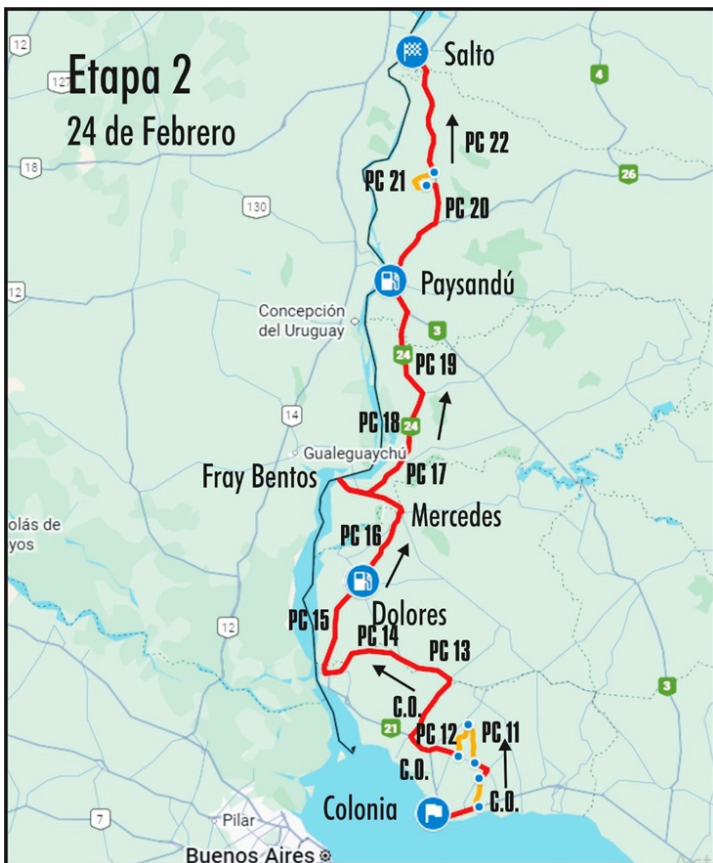 Etapa 2
24 de Febrero
12
127
Salto
4
PC 22
18
PC 21
26
130
PC 20
12
Paysandú
Concepción
del Uruguay
3
24
PC 19
14
PC 18
24
Gualeguaychú
PC 17
Fray Bentos
Mercedes
olás de
yos
PC 16
Dolores
PC 15
12
PC 14
PC 13
3
C.O.
21
PC 12
PC 11
C.O.
C.O.
Colonia
7
Pilar
Buenos Aires